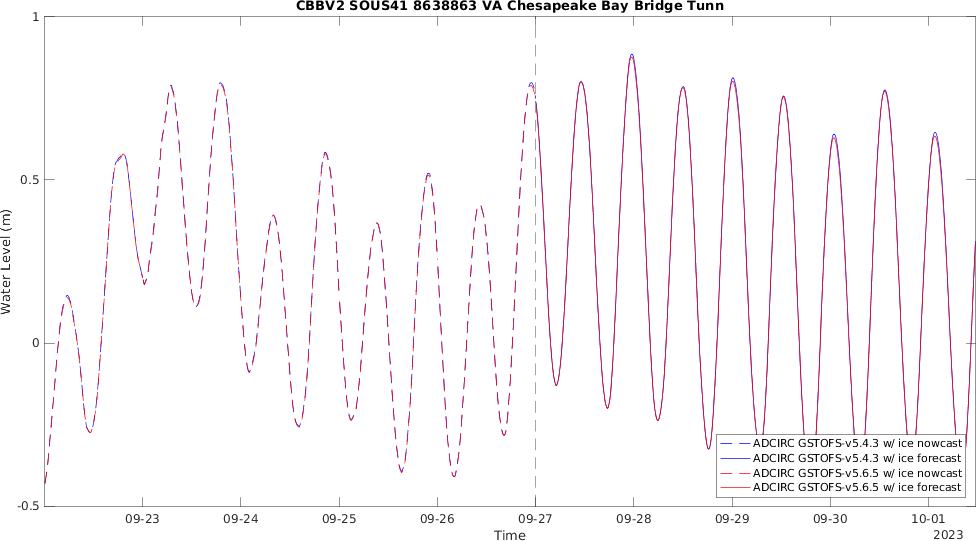 CBBV2 SOUS41 8638863 VA Chesapeake Bay Bridge Tunn
1
0.5
0
-0.5
Water Level (m)
ADCIRC GSTOFS-v5.4.3 w/ ice nowcast
ADCIRC GSTOFS-v5.4.3 w/ ice forecast
ADCIRC GSTOFS-v5.6.5 w/ ice nowcast
ADCIRC GSTOFS-v5.6.5 w/ ice forecast
09-23 09-24 09-25 09-26 09-27 09-28 09-29 09-30 10-01
Time
2023